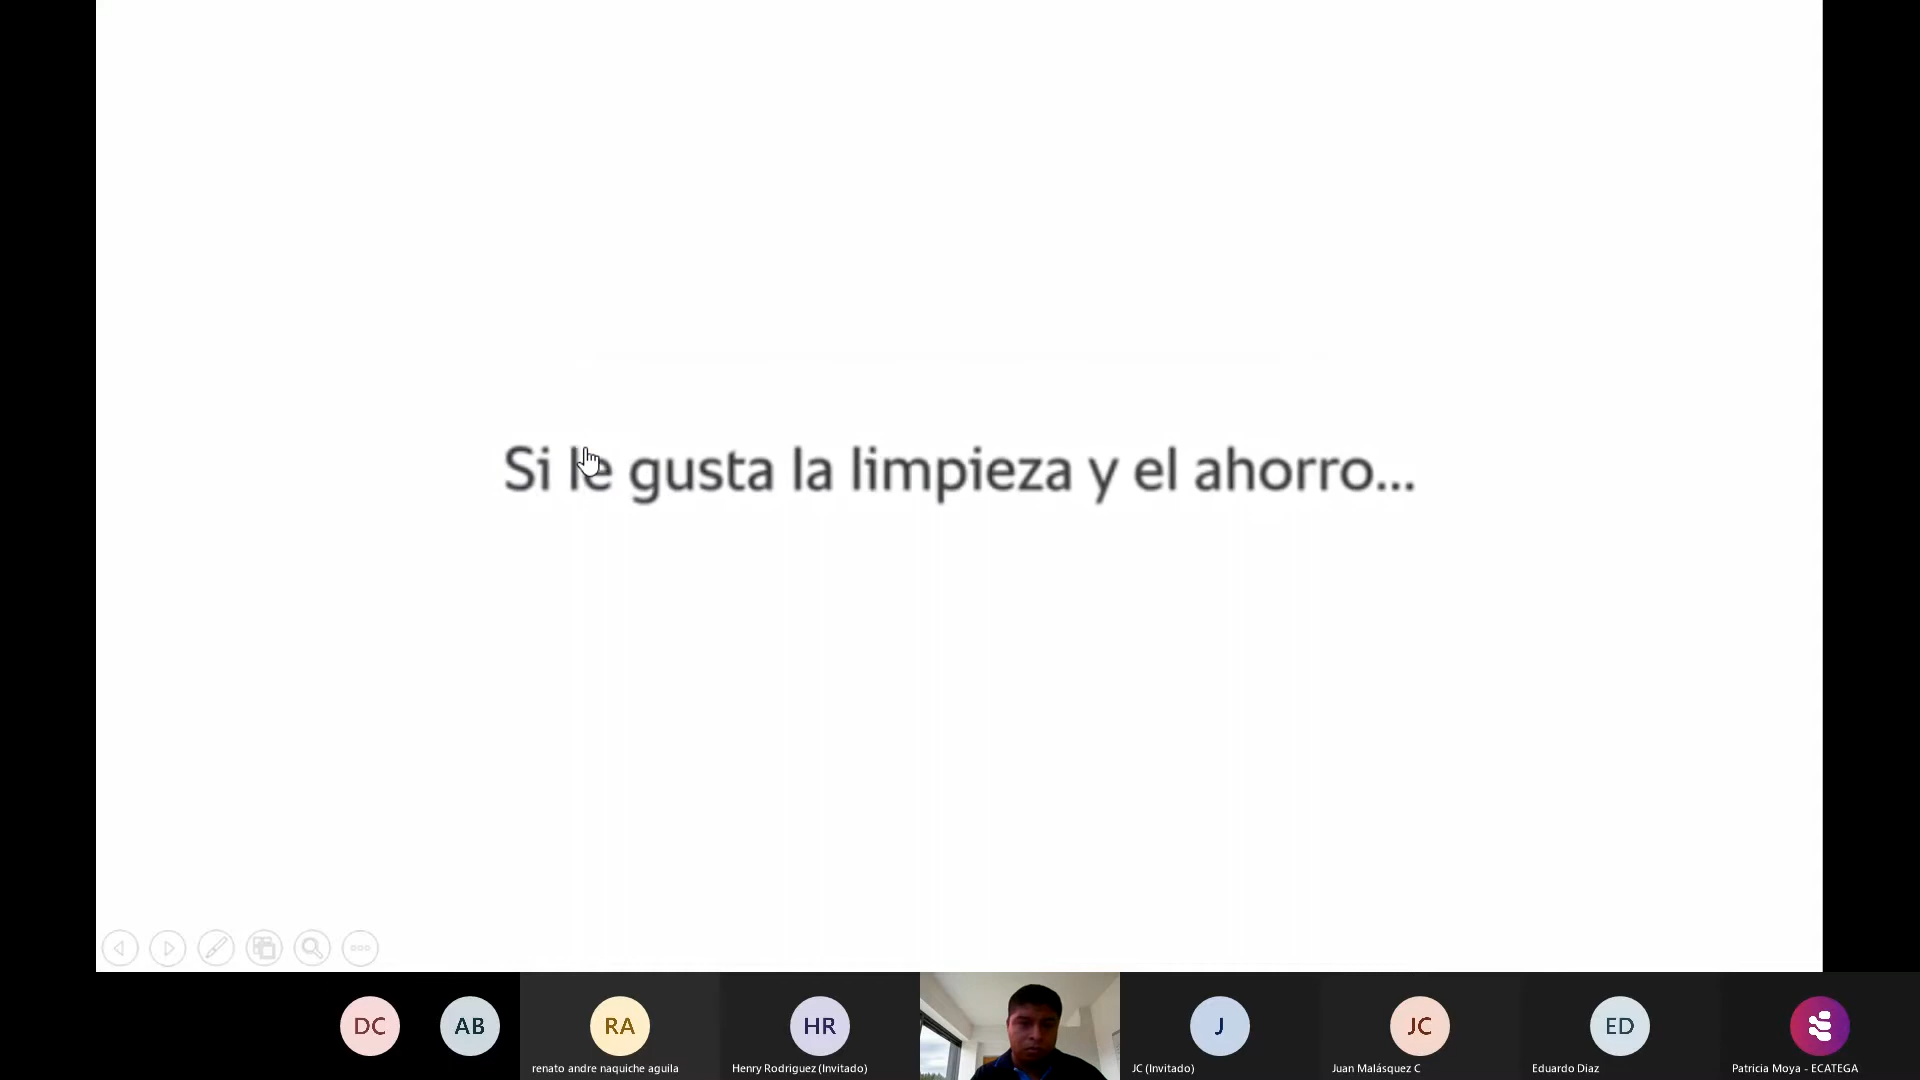 Si le gusta la limpieza y el ahorro...
DC
AB
RA
HR
J
JC
ED
renato andre naquiche aguila
Henry Rodriguez (Invitado)
JC (Invitado)
Juan Malásquez C
Eduardo Diaz
Patricia Moya - ECATEGA